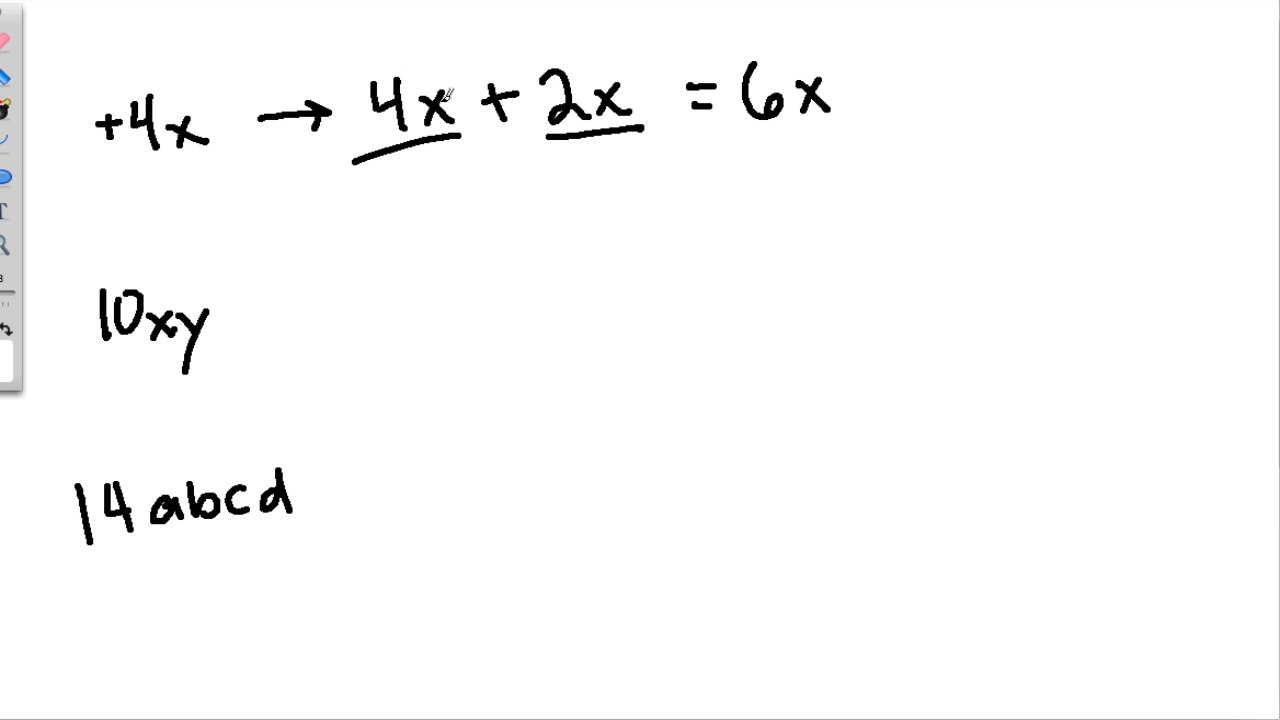 +4x → 4x + 2x = 6x
10xy
14abcd